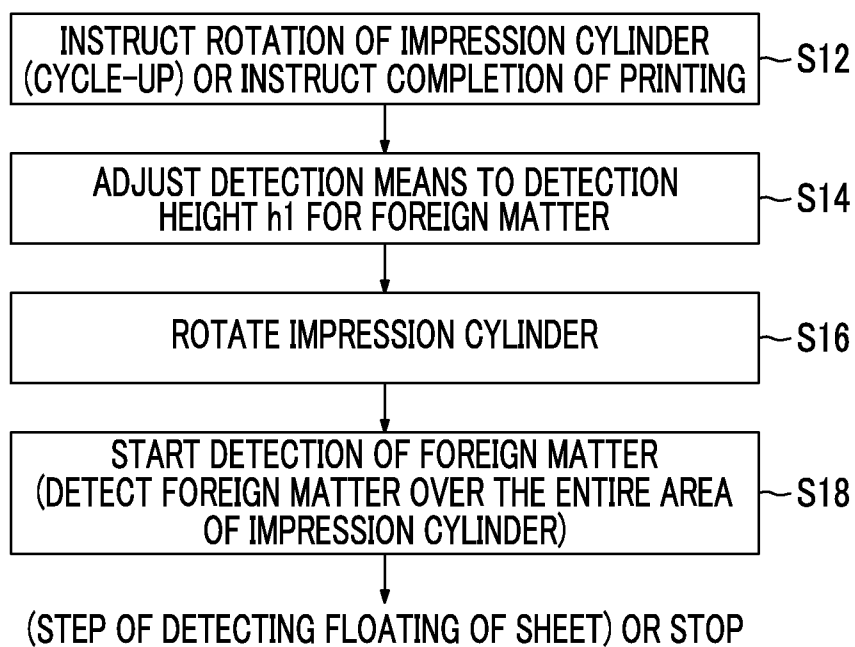 INSTRUCT ROTATION OF IMPRESSION CYLINDER
(CYCLE-UP) OR INSTRUCT COMPLETION OF PRINTING
S12
ADJUST DETECTION MEANS TO DETECTION
HEIGHT h1 FOR FOREIGN MATTER
S14
ROTATE IMPRESSION CYLINDER
S16
START DETECTION OF FOREIGN MATTER
(DETECT FOREIGN MATTER OVER THE ENTIRE AREA
OF IMPRESSION CYLINDER)
S18
(STEP OF DETECTING FLOATING OF SHEET) OR STOP